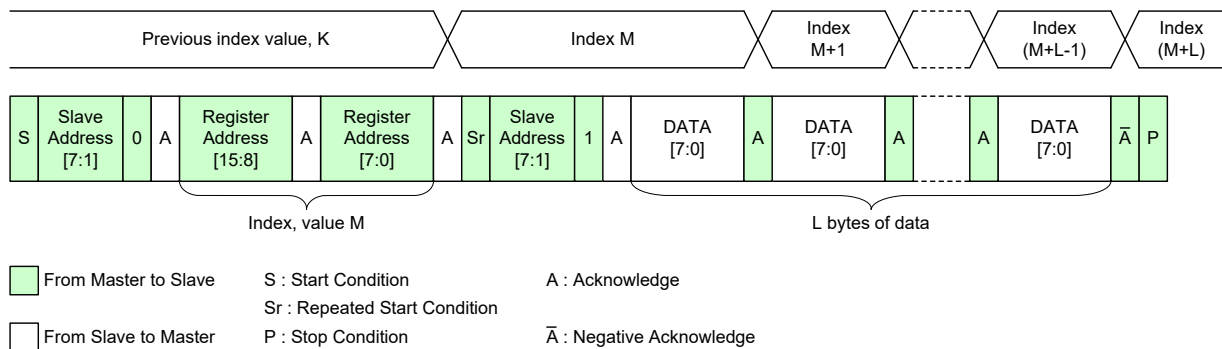 Previous index value, K
Index M
Index
M+1
Index
(M+L-1)
Index
(M+L)
S
Slave
Address
[7:1]
0
A
Register
Address
[15:8]
A
Register
Address
[7:0]
A
Sr
Slave
Address
[7:1]
1
A
DATA
[7:0]
A
DATA
[7:0]
A
A
DATA
[7:0]
A̅
P
Index, value M
L bytes of data
From Master to Slave
S : Start Condition
A : Acknowledge
Sr : Repeated Start Condition
From Slave to Master
P : Stop Condition
A̅ : Negative Acknowledge